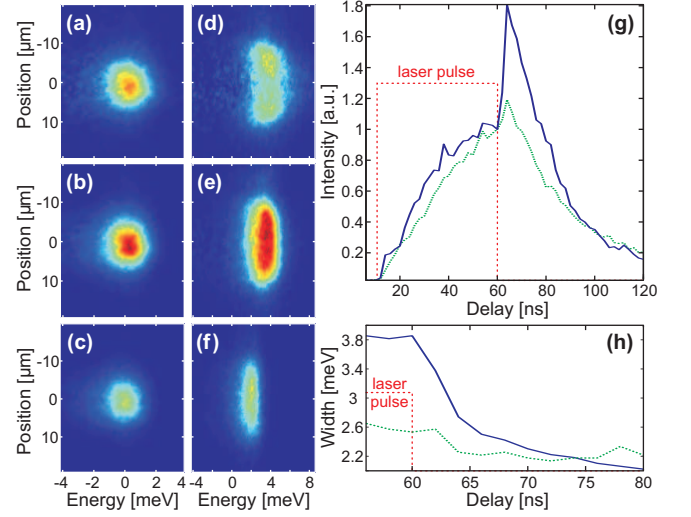 (a)
(d)
-10
0
10
Position [µm]
(b)
(e)
-10
0
10
Position [µm]
(c)
(f)
-10
0
10
Position [µm]
-4 0 4
Energy [meV]
0 4 8
Energy [meV]
(g)
1.8
1.6
1.4
1.2
1
0.8
0.6
0.4
0.2
Intensity [a.u.]
laser pulse
20 40 60 80 100 120
Delay [ns]
(h)
3.8
3.4
3
2.6
2.2
Width [meV]
laser
pulse
60 65 70 75 80
Delay [ns]